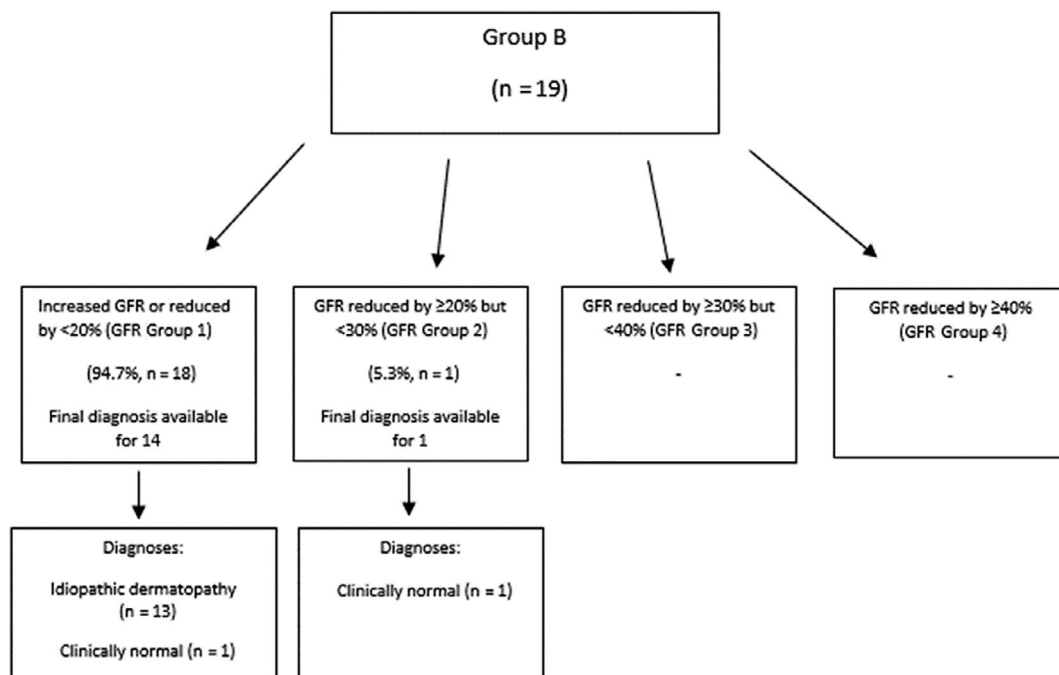 Group B
(n = 19)
Increased GFR or reduced
by <20% (GFR Group 1)
(94.7%, n = 18)
Final diagnosis available
for 14
GFR reduced by ≥20% but
<30% (GFR Group 2)
(5.3%, n = 1)
Final diagnosis available
for 1
GFR reduced by ≥30% but
<40% (GFR Group 3)
-
GFR reduced by ≥40%
(GFR Group 4)
-
Diagnoses:
Idiopathic dermatopathy
(n = 13)
Clinically normal (n = 1)
Diagnoses:
Clinically normal (n = 1)